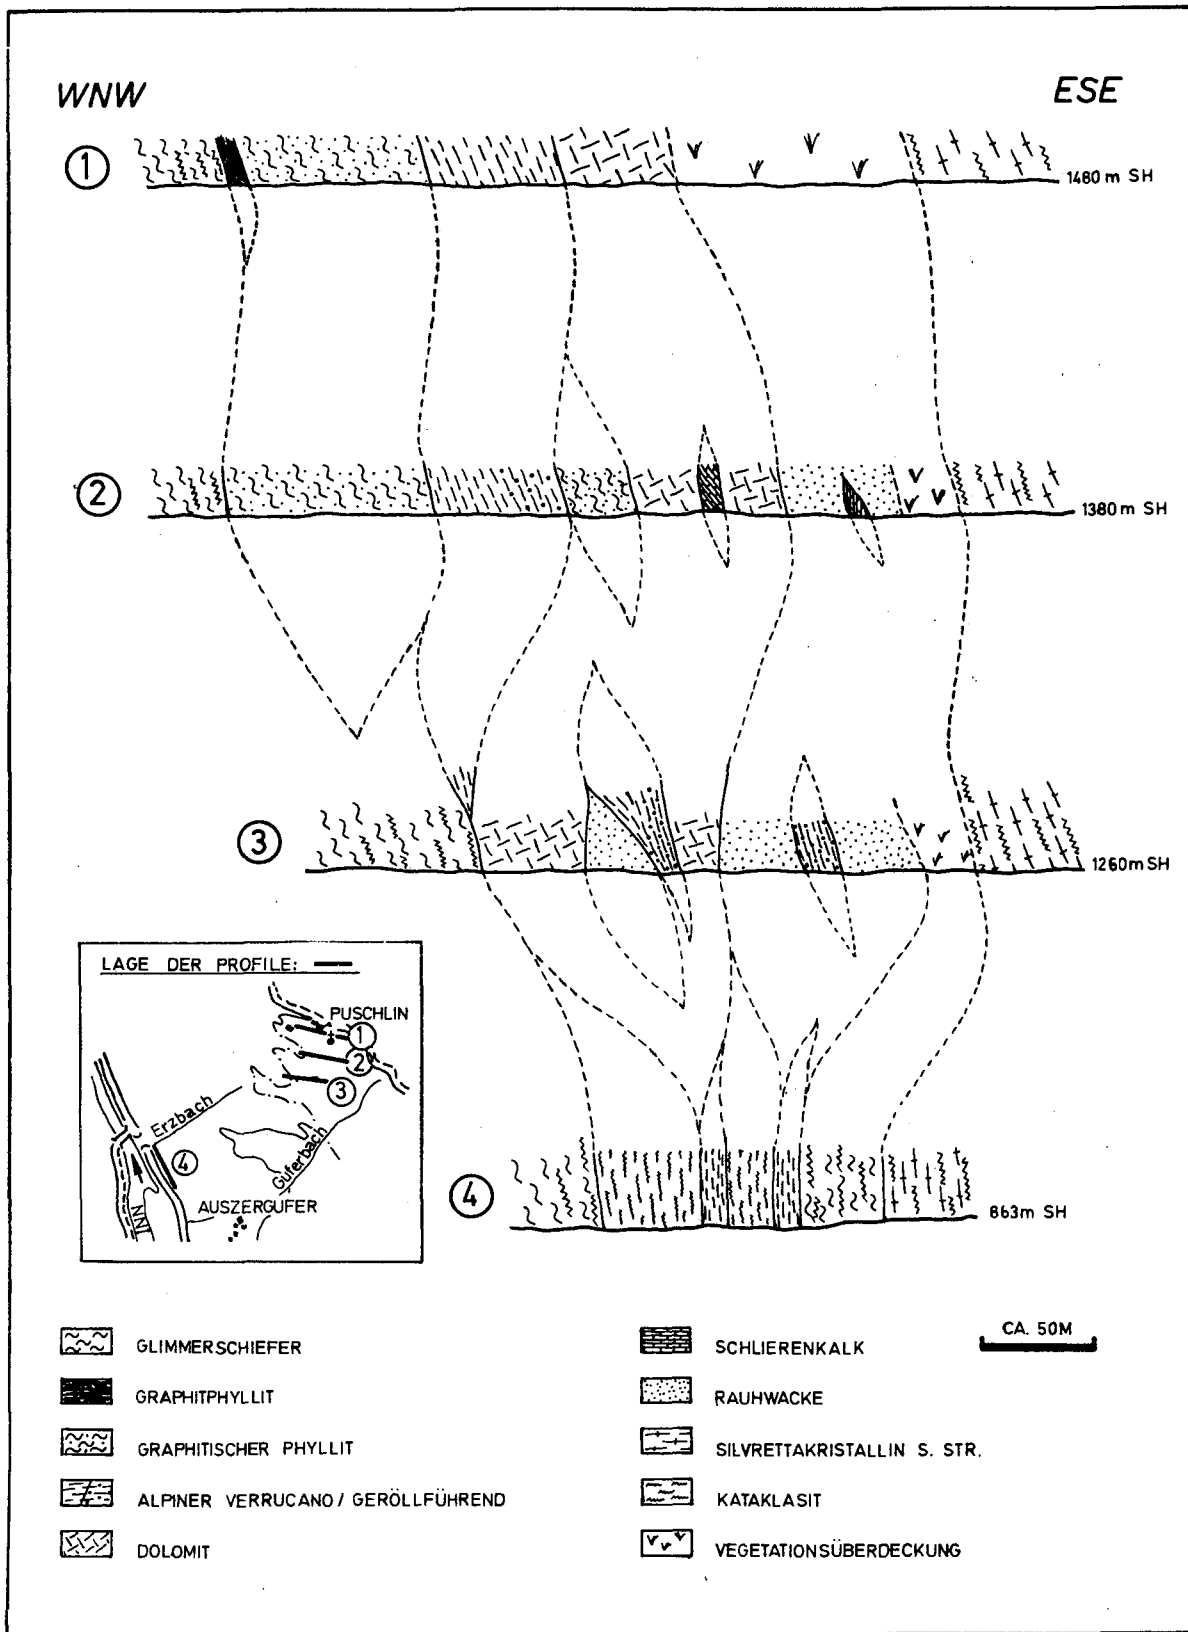 WNW
ESE
1
1480 m SH
2
1380 m SH
3
1260 m SH
4
863m SH
LAGE DER PROFILE:
PUSCHLIN
1
2
3
Erzbach
4
Guferbach
AUSZERGUFER
INN
GLIMMERSCHIEFER
GRAPHITPHYLLIT
GRAPHITISCHER PHYLLIT
ALPINER VERRUCANO / GERÖLLFÜHREND
DOLOMIT
SCHLIERENKALK
RAUHWACKE
SILVRETTAKRISTALLIN S. STR.
KATAKLASIT
VEGETATIONSÜBERDECKUNG
CA. 50M